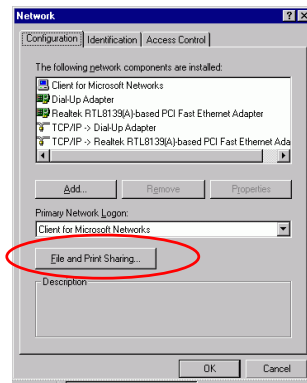 Network
Configuration Identification Access Control
The following network components are installed:
Client for Microsoft Networks
Dial-Up Adapter
Realtek RTL8139(A)-based PCI Fast Ethernet Adapter
TCP/IP -> Dial-Up Adapter
TCP/IP -> Realtek RTL8139(A)-based PCI Fast Ethernet Ada
Add... Remove Properties
Primary Network Logon:
Client for Microsoft Networks
File and Print Sharing...
Description
OK Cancel